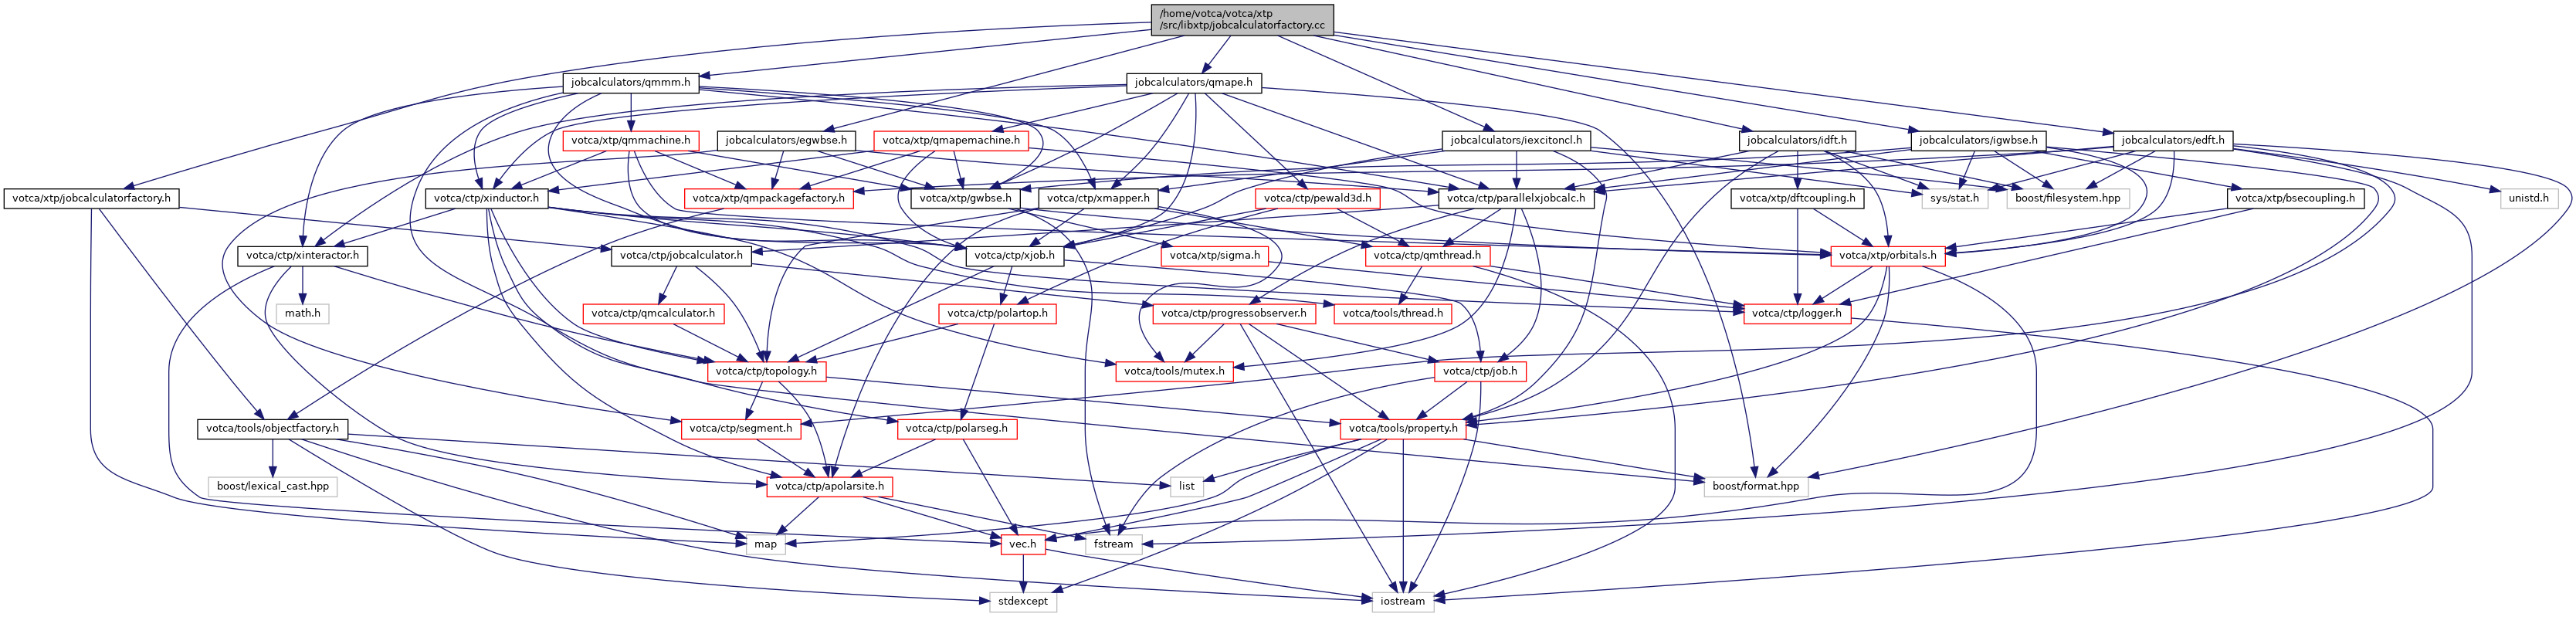 /home/votca/votca/xtp
/src/libxtp/jobcalculatorfactory.cc
jobcalculators/qmmm.h
jobcalculators/qmape.h
votca/xtp/qmmachine.h
jobcalculators/egwbse.h
votca/xtp/qmapemachine.h
jobcalculators/iexcitoncl.h
jobcalculators/idft.h
jobcalculators/igwbse.h
jobcalculators/edft.h
votca/xtp/jobcalculatorfactory.h
votca/ctp/xinductor.h
votca/xtp/qmpackagefactory.h
votca/xtp/gwbse.h
votca/ctp/xmapper.h
votca/ctp/pewald3d.h
votca/ctp/parallelxjobcalc.h
votca/xtp/dftcoupling.h
sys/stat.h
boost/filesystem.hpp
votca/xtp/bsecoupling.h
unistd.h
votca/ctp/xinteractor.h
votca/ctp/jobcalculator.h
votca/ctp/xjob.h
votca/xtp/sigma.h
votca/ctp/qmthread.h
votca/xtp/orbitals.h
math.h
votca/ctp/qmcalculator.h
votca/ctp/polartop.h
votca/ctp/progressobserver.h
votca/tools/thread.h
votca/ctp/logger.h
votca/ctp/topology.h
votca/tools/mutex.h
votca/ctp/job.h
votca/tools/objectfactory.h
votca/ctp/segment.h
votca/ctp/polarseg.h
votca/tools/property.h
boost/lexical_cast.hpp
votca/ctp/apolarsite.h
list
boost/format.hpp
map
vec.h
fstream
stdexcept
iostream